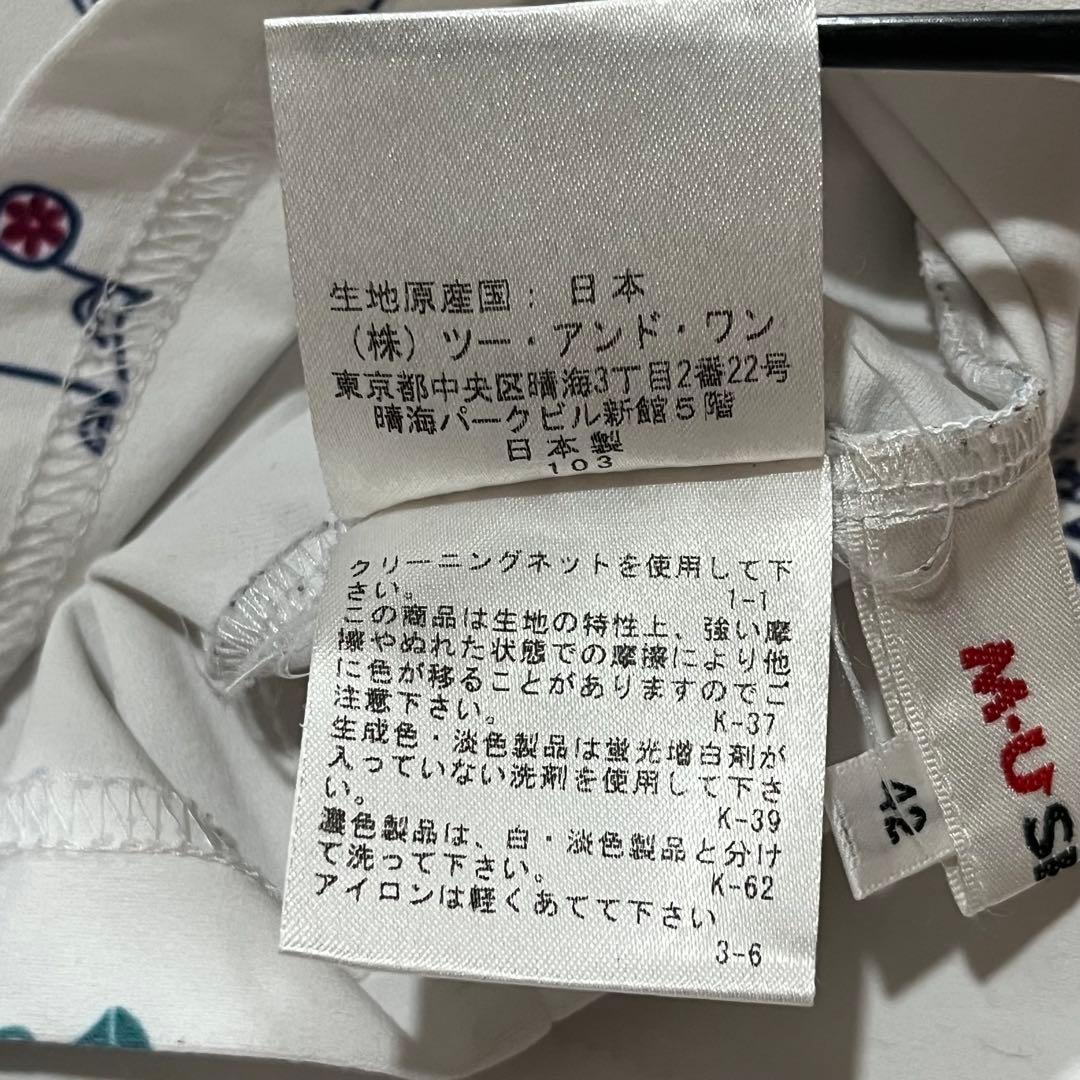 生地原産国： 日本
（株）ツー・アンド・ワン
東京都中央区晴海3丁目2番22号
晴海パークビル新館5階
日本製
103
クリーニングネットを使用して下
さい。 1-1
この商品は生地の特性上、強い摩
擦やぬれた状態での摩擦により他
に色が移ることがありますのでご
注意下さい。 K-37
生成色・淡色製品は蛍光増白剤が
入っていない洗剤を使用して下さ
い。 K-39
濃色製品は、白・淡色製品と分け
て洗って下さい。 K-62
アイロンは軽くあてて下さい
3-6
42
M・U